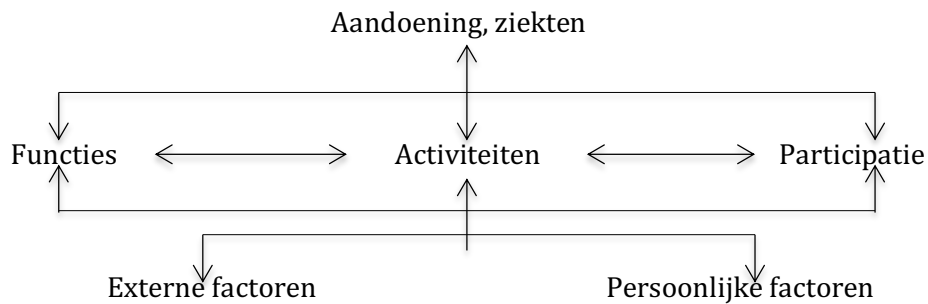 Aandoening, ziekten
Functies Activiteiten Participatie
Externe factoren Persoonlijke factoren